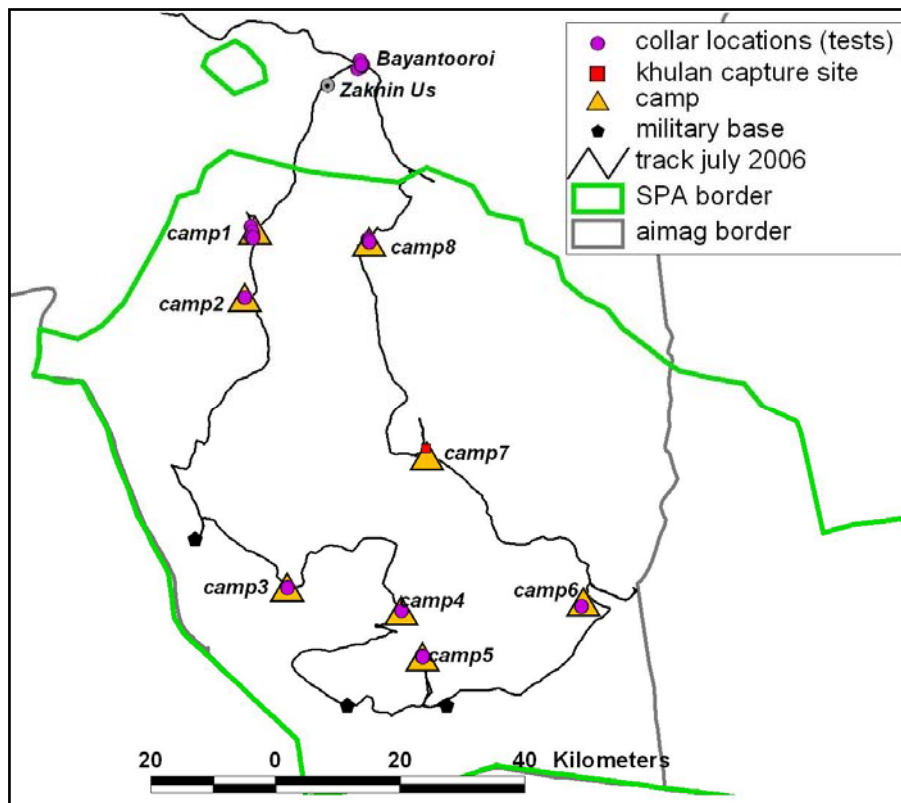 Bayantooroi
Zakhin Us
collar locations (tests)
khulan capture site
camp
military base
track july 2006
SPA border
aimag border
camp1
camp8
camp2
camp7
camp3
camp4
camp6
camp5
20 0 20 40 Kilometers